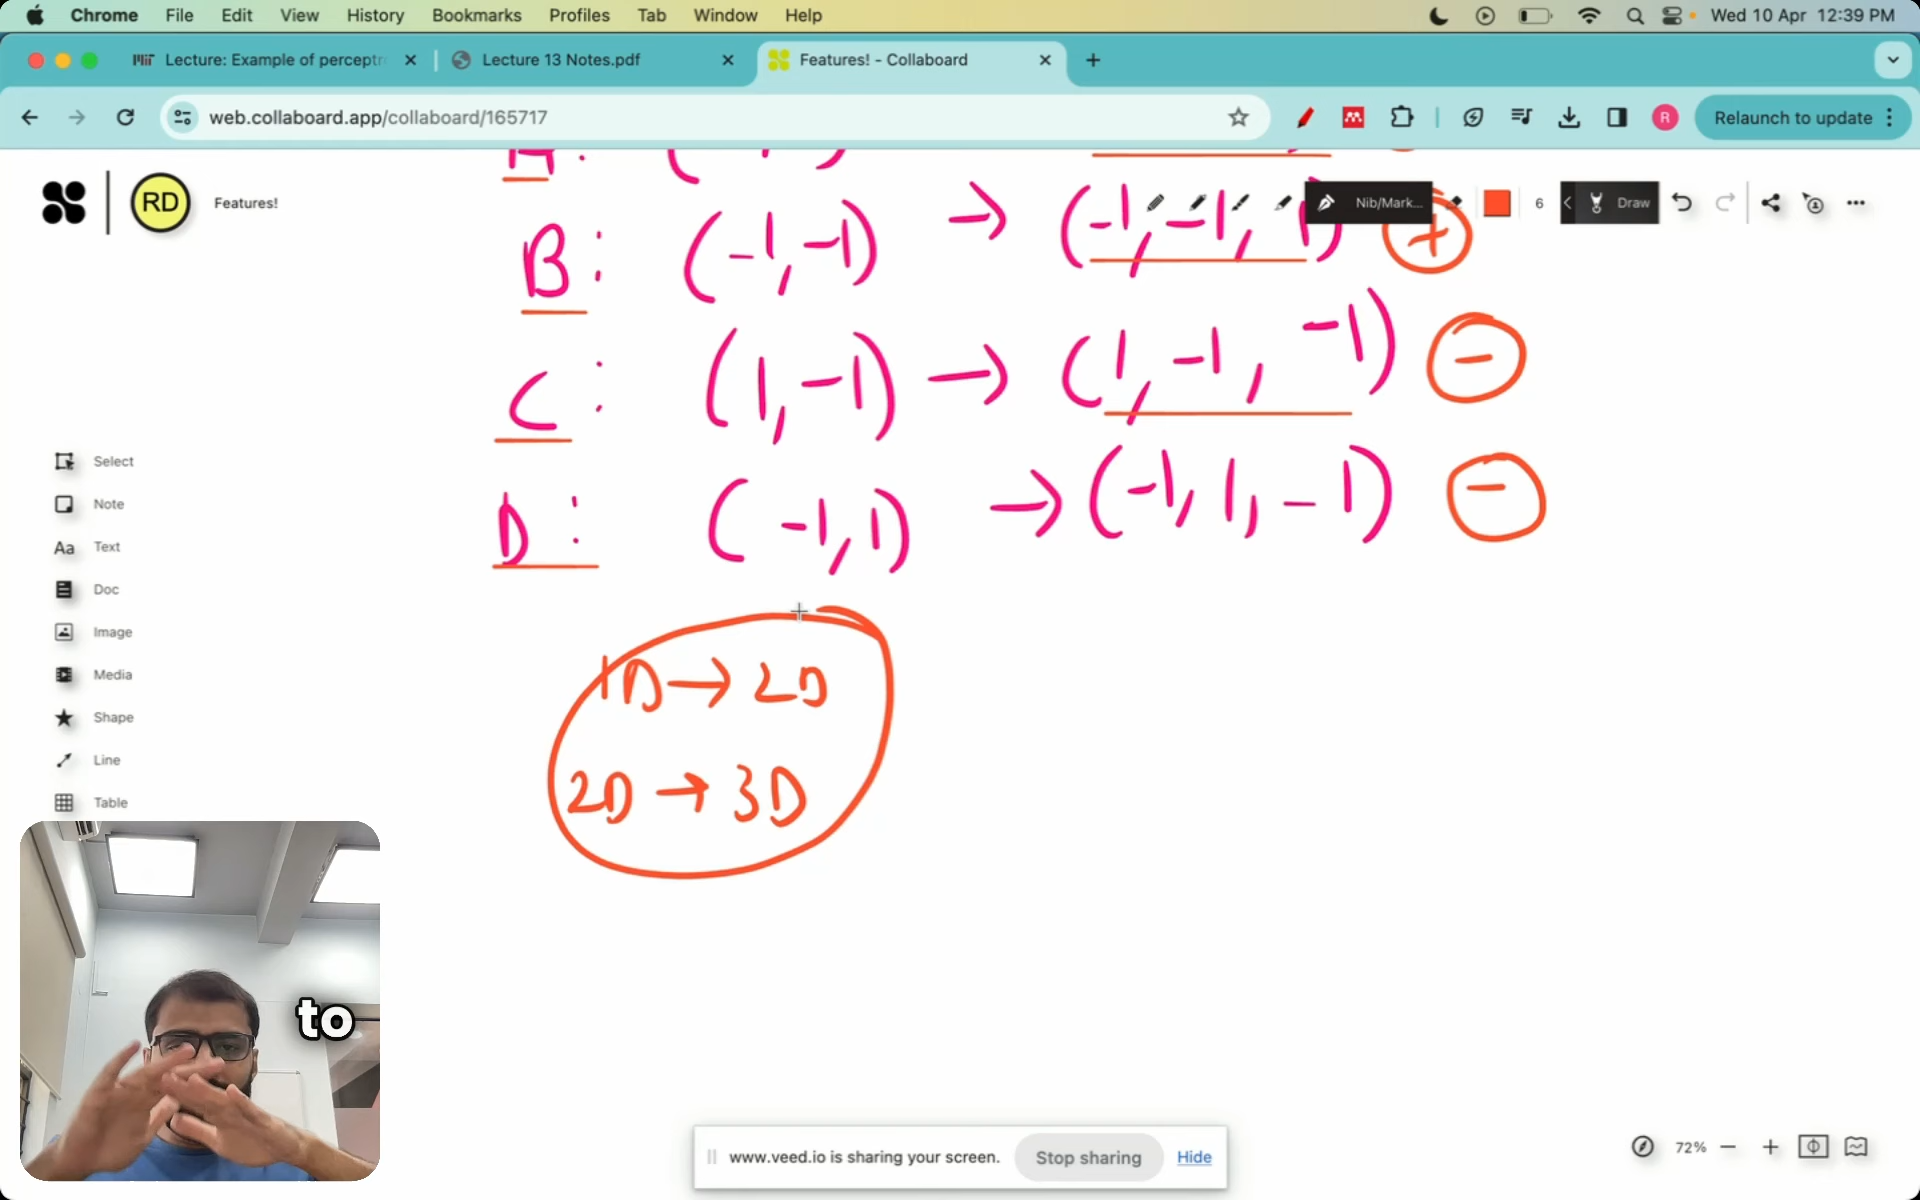 Chrome File Edit View History Bookmarks Profiles Tab Window Help Wed 10 Apr 12:39 PM
MIT Lecture: Example of perceptr Lecture 13 Notes.pdf Features! - Collaboard
web.collaboard.app/collaboard/165717 R Relaunch to update
RD Features! Nib/Mark... 6 Draw
B: (-1, -1) → (-1, -1, 1) +
C: (1, -1) → (1, -1, -1) -
D: (-1, 1) → (-1, 1, -1) -
Select
Note
Aa Text
Doc
Image
Media
Shape
Line
Table
1D → 2D
2D → 3D
to
www.veed.io is sharing your screen. Stop sharing Hide
72%